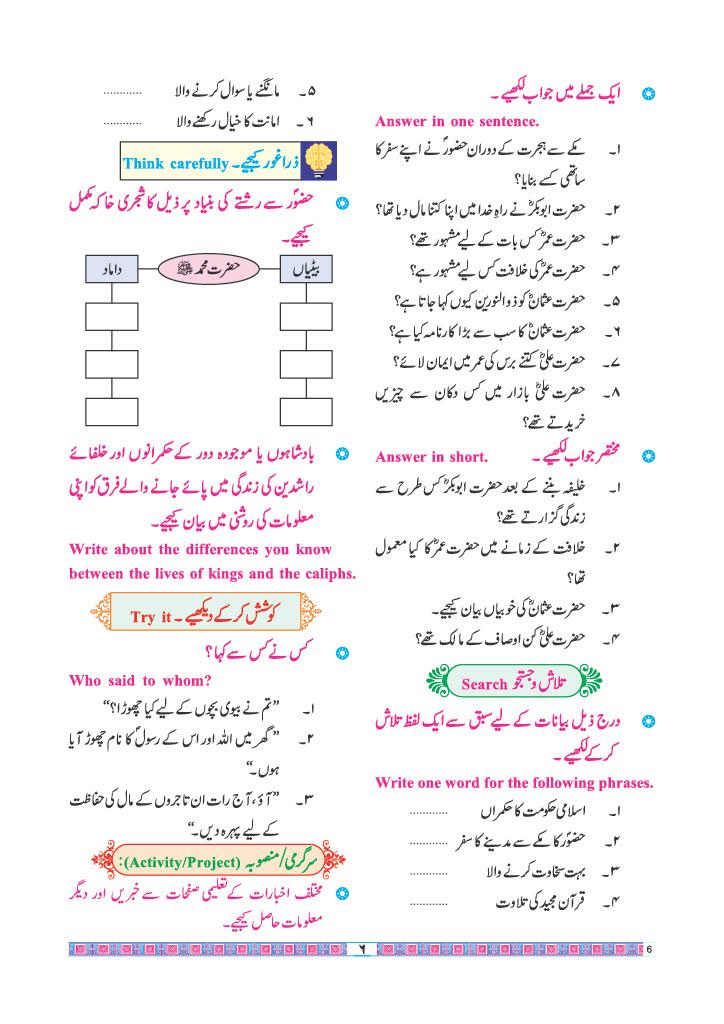 ایک جملے میں جواب لکھیے۔
Answer in one sentence.
۱۔ مکے سے ہجرت کے دوران حضورؐ نے اپنے سفر کا
ساتھی کسے بنایا؟
۲۔ حضرت ابوبکرؓ نے راہِ خدا میں اپنا کتنا مال دیا تھا؟
۳۔ حضرت عمرؓ کس بات کے لیے مشہور تھے؟
۴۔ حضرت عمرؓ کی خلافت کس لیے مشہور ہے؟
۵۔ حضرت عثمانؓ کو ذوالنورین کیوں کہا جاتا ہے؟
۶۔ حضرت عثمانؓ کا سب سے بڑا کارنامہ کیا ہے؟
۷۔ حضرت علیؓ کتنے برس کی عمر میں ایمان لائے؟
۸۔ حضرت علیؓ بازار میں کس دکان سے چیزیں
خریدتے تھے؟
مختصر جواب لکھیے۔ Answer in short.
۱۔ خلیفہ بننے کے بعد حضرت ابوبکرؓ کس طرح سے
زندگی گزارتے تھے؟
۲۔ خلافت کے زمانے میں حضرت عمرؓ کا کیا معمول
تھا؟
۳۔ حضرت عثمانؓ کی خوبیاں بیان کیجیے۔
۴۔ حضرت علیؓ کن اوصاف کے مالک تھے؟
تلاش و جستجو Search
درج ذیل بیانات کے لیے سبق سے ایک لفظ تلاش
کرکے لکھیے۔
Write one word for the following phrases.
۱۔ اسلامی حکومت کا حکمراں ............
۲۔ حضورؐ کا مکے سے مدینے کا سفر ............
۳۔ بہت سخاوت کرنے والا ............
۴۔ قرآن مجید کی تلاوت ............
۵۔ مانگنے یا سوال کرنے والا ............
۶۔ امانت کا خیال رکھنے والا ............
ذرا غور کیجیے۔ Think carefully
حضورؐ سے رشتے کی بنیاد پر ذیل کا شجری خاکہ مکمل
کیجیے۔
بیٹیاں حضرت محمد ﷺ داماد
بادشاہوں یا موجودہ دور کے حکمرانوں اور خلفائے
راشدین کی زندگی میں پائے جانے والے فرق کو اپنی
معلومات کی روشنی میں بیان کیجیے۔
Write about the differences you know
between the lives of kings and the caliphs.
کوشش کرکے دیکھیے۔ Try it
کس نے کس سے کہا؟
Who said to whom?
۱۔ ”تم نے بیوی بچوں کے لیے کیا چھوڑا؟“
۲۔ ”گھر میں اللہ اور اس کے رسولؐ کا نام چھوڑ آیا
ہوں۔“
۳۔ ”آؤ، آج رات ان تاجروں کے مال کی حفاظت
کے لیے پہرہ دیں۔“
سرگرمی/منصوبہ (Activity/Project):
مختلف اخبارات کے تعلیمی صفحات سے خبریں اور دیگر
معلومات حاصل کیجیے۔
۶
6